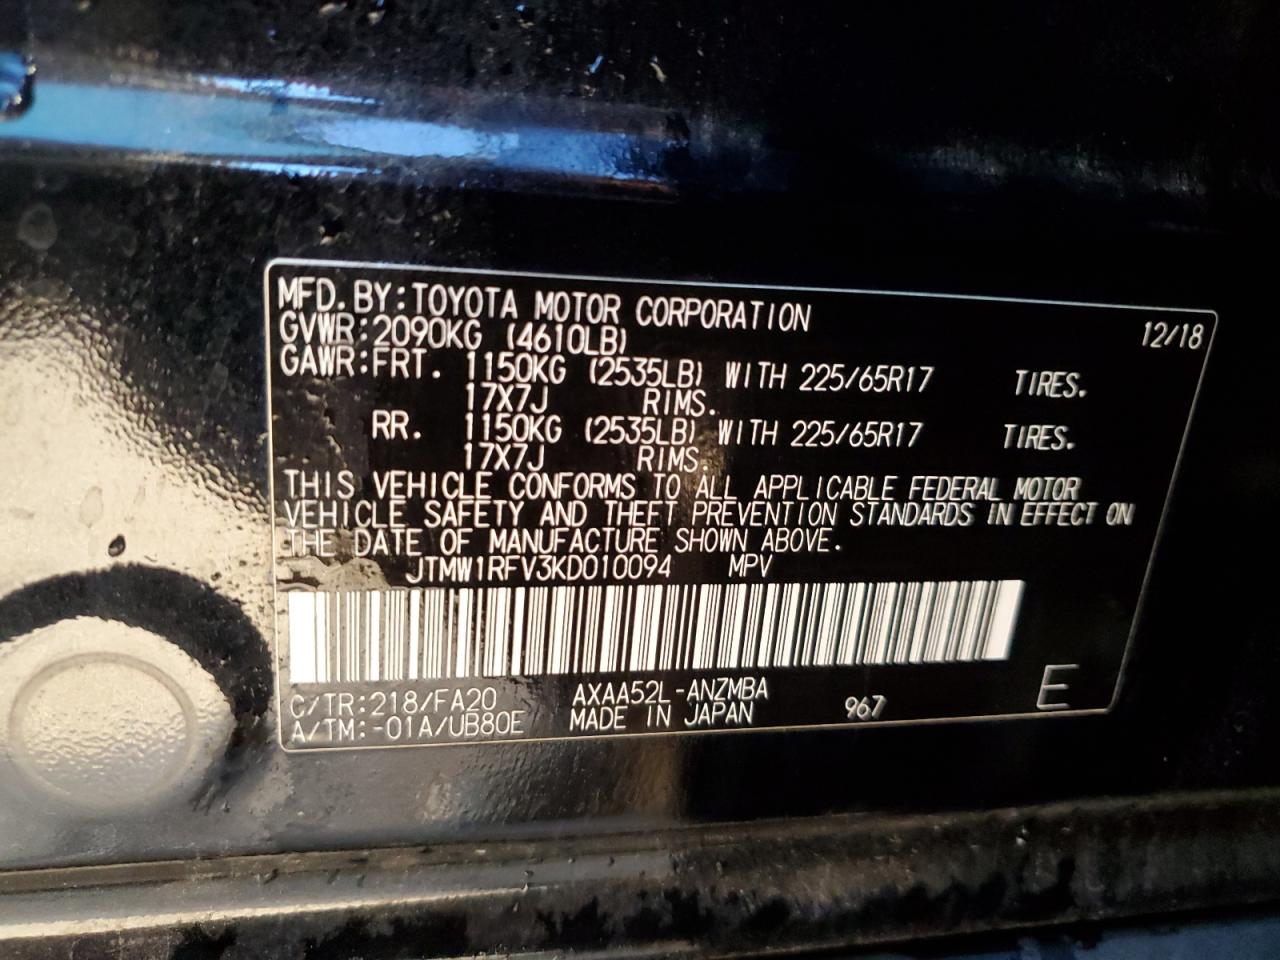 MFD.BY:TOYOTA MOTOR CORPORATION 12/18
GVWR:2090KG (4610LB)
GAWR:FRT. 1150KG (2535LB) WITH 225/65R17 TIRES.
17X7J RIMS.
RR. 1150KG (2535LB) WITH 225/65R17 TIRES.
17X7J RIMS.
THIS VEHICLE CONFORMS TO ALL APPLICABLE FEDERAL MOTOR
VEHICLE SAFETY AND THEFT PREVENTION STANDARDS IN EFFECT ON
THE DATE OF MANUFACTURE SHOWN ABOVE.
JTMW1RFV3KD010094 MPV
C/TR:218/FA20 AXAA52L-ANZMBA 967 E
A/TM:-01A/UB80E MADE IN JAPAN